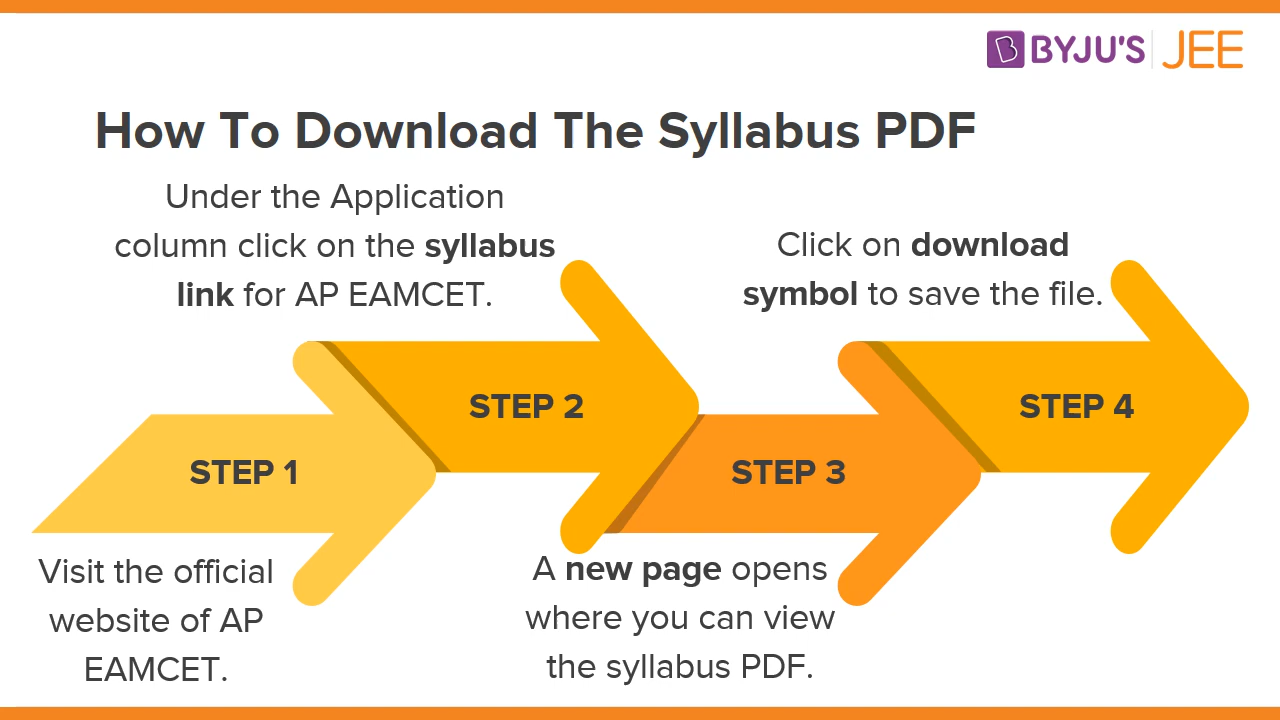 BYJU'S JEE
How To Download The Syllabus PDF
Under the Application
column click on the syllabus
link for AP EAMCET.
Click on download
symbol to save the file.
STEP 1
STEP 2
STEP 3
STEP 4
Visit the official
website of AP
EAMCET.
A new page opens
where you can view
the syllabus PDF.